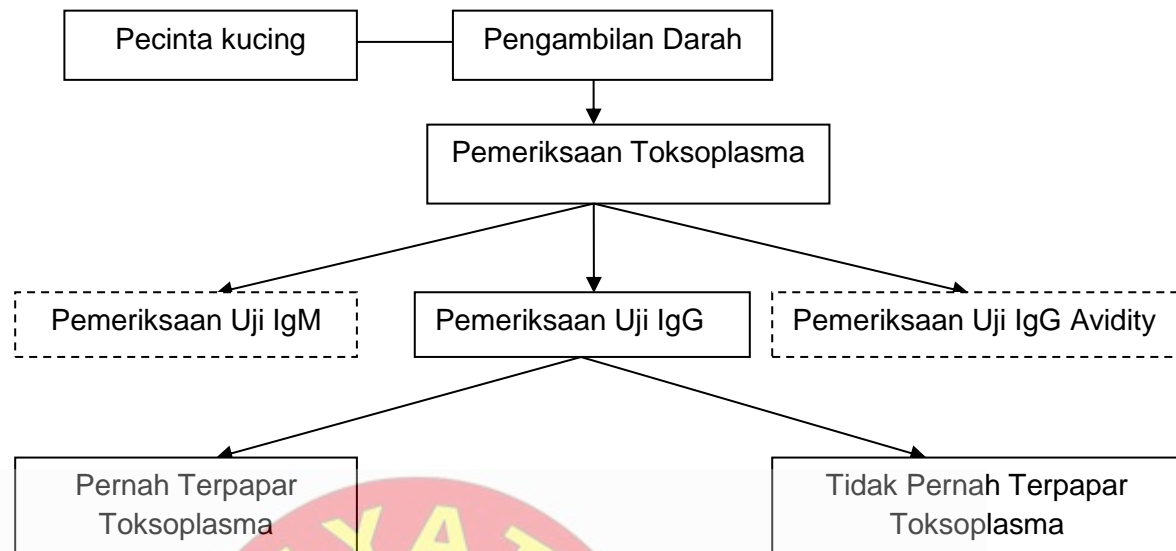 Pecinta kucing
Pengambilan Darah
Pemeriksaan Toksoplasma
Pemeriksaan Uji IgM
Pemeriksaan Uji IgG
Pemeriksaan Uji IgG Avidity
Pernah Terpapar
Toksoplasma
Tidak Pernah Terpapar
Toksoplasma
YAT